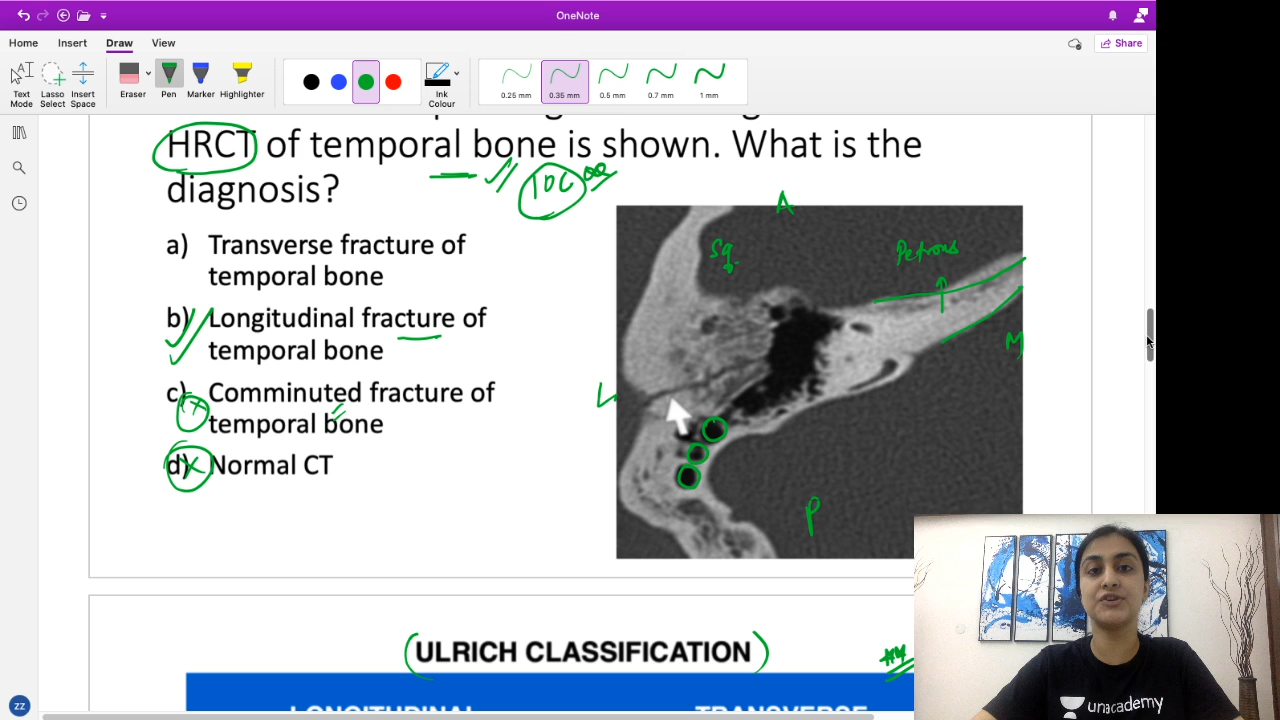 OneNote
Home Insert Draw View
Share
Text Mode
Lasso Select
Insert Space
Eraser
Pen
Marker
Highlighter
Ink Colour
0.25 mm
0.35 mm
0.5 mm
0.7 mm
1 mm
HRCT of temporal bone is shown. What is the
diagnosis?
IOC
a) Transverse fracture of
temporal bone
b) Longitudinal fracture of
temporal bone
c) Comminuted fracture of
temporal bone
d) Normal CT
A
Sq.
Petrous
M
L
P
ULRICH CLASSIFICATION
LONGITUDINAL TRANSVERSE
unacademy
ZZ